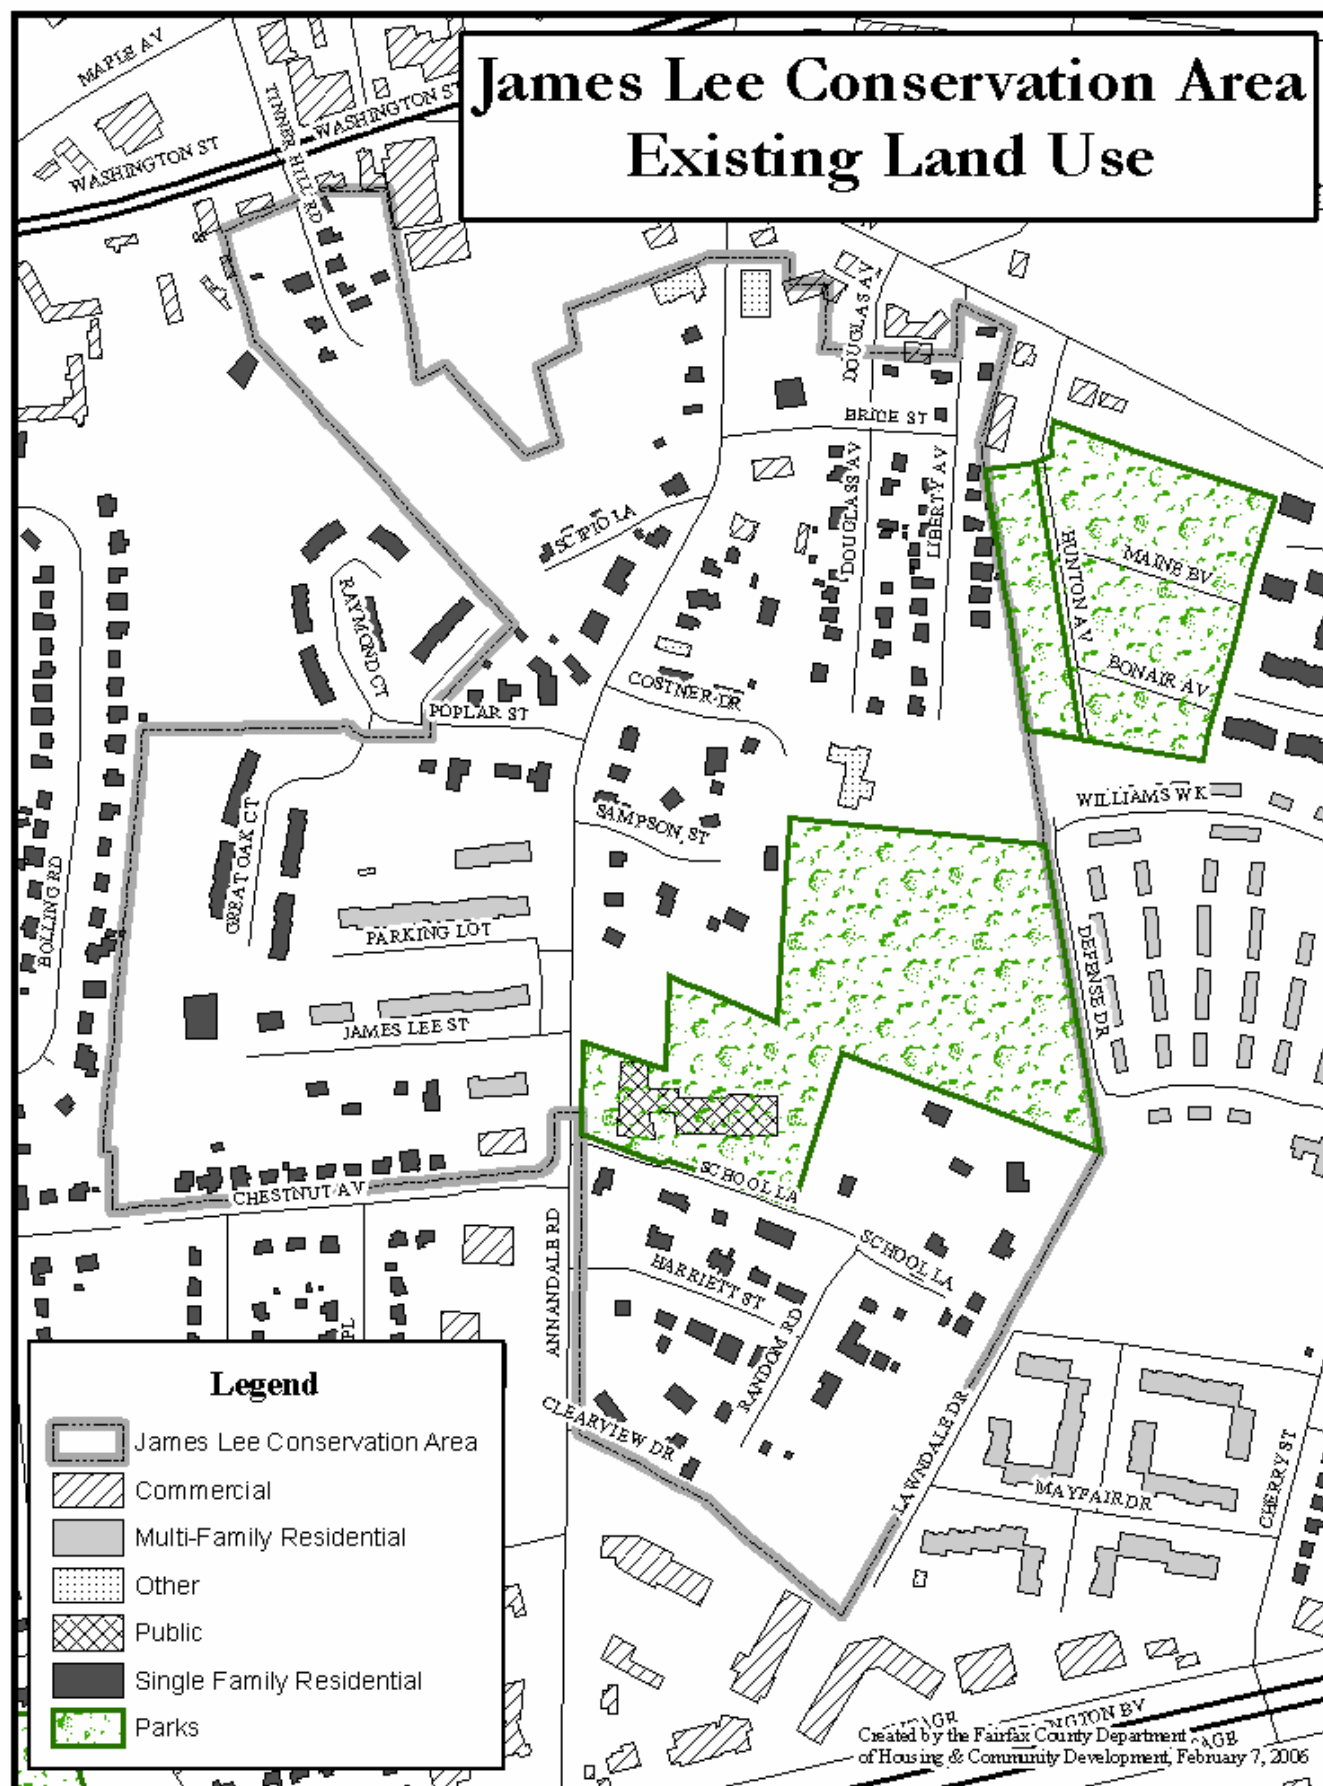 James Lee Conservation Area
Existing Land Use
MAPLE AV
WASHINGTON ST
WASHINGTON ST
TINNER HILL RD
DOUGLAS AV
BRICE ST
DOUGLASS AV
LIBERTY AV
SCIPIO LA
HUNTON AV
MAINE BV
BONAIR AV
RAYMOND CT
COSTNER DR
POPLAR ST
WILLIAMS WK
SAMPSON ST
GREAT OAK CT
BOLLING RD
PARKING LOT
DEFENSE DR
JAMES LEE ST
SCHOOL LA
CHESTNUT AV
ANNANDALE RD
SCHOOL LA
HARRIETT ST
RANDOM RD
PL
CLEARVIEW DR
LAWNDALE DR
MAYFAIR DR
CHERRY ST
Legend
James Lee Conservation Area
Commercial
Multi-Family Residential
Other
Public
Single Family Residential
Parks
NGTON BV
Created by the Fairfax County Department
of Housing & Community Development, February 7, 2006